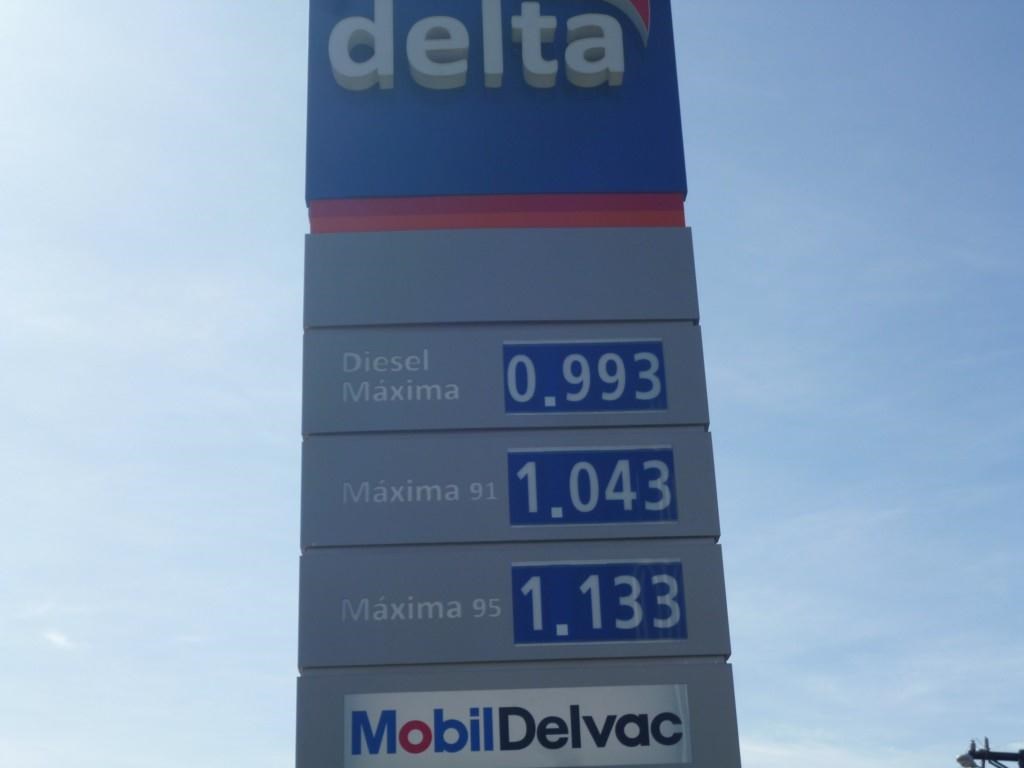 delta
Diesel
Máxima
0.993
Máxima 91 1.043
Máxima 95 1.133
MobilDelvac